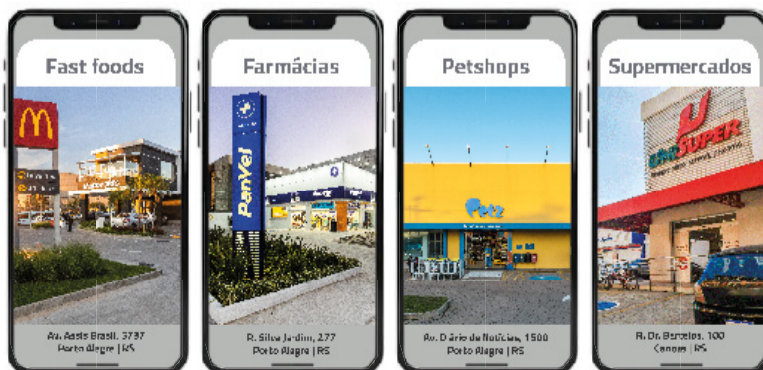 Fast foods
M
Av. Assis Brasil, 3737
Porto Alegre | RS
Farmácias
PanVel
R. Silva Jardim, 277
Porto Alegre | RS
Petshops
Petz
Av. Diário de Notícias, 1500
Porto Alegre | RS
Supermercados
SUPER
R. Dr. Barcelos, 100
Canoas | RS